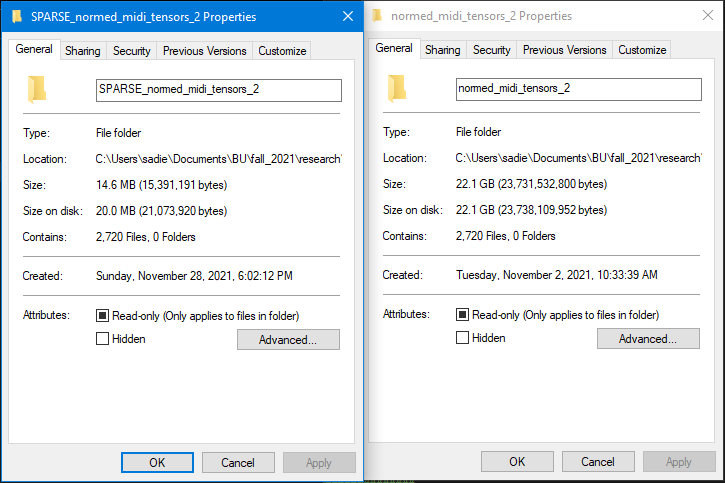 SPARSE_normed_midi_tensors_2 Properties
General Sharing Security Previous Versions Customize
SPARSE_normed_midi_tensors_2
Type: File folder
Location: C:\Users\sadie\Documents\BU\fall_2021\research\
Size: 14.6 MB (15,391,191 bytes)
Size on disk: 20.0 MB (21,073,920 bytes)
Contains: 2,720 Files, 0 Folders
Created: Sunday, November 28, 2021, 6:02:12 PM
Attributes: Read-only (Only applies to files in folder)
Hidden Advanced...
OK Cancel Apply
normed_midi_tensors_2 Properties
General Sharing Security Previous Versions Customize
normed_midi_tensors_2
Type: File folder
Location: C:\Users\sadie\Documents\BU\fall_2021\research\
Size: 22.1 GB (23,731,532,800 bytes)
Size on disk: 22.1 GB (23,738,109,952 bytes)
Contains: 2,720 Files, 0 Folders
Created: Tuesday, November 2, 2021, 10:33:39 AM
Attributes: Read-only (Only applies to files in folder)
Hidden Advanced...
OK Cancel Apply